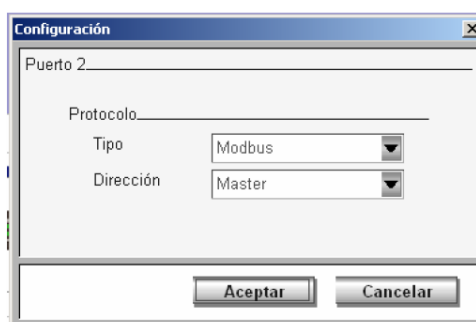 Configuración
Puerto 2
Protocolo
Tipo Modbus
Dirección Master
Aceptar Cancelar